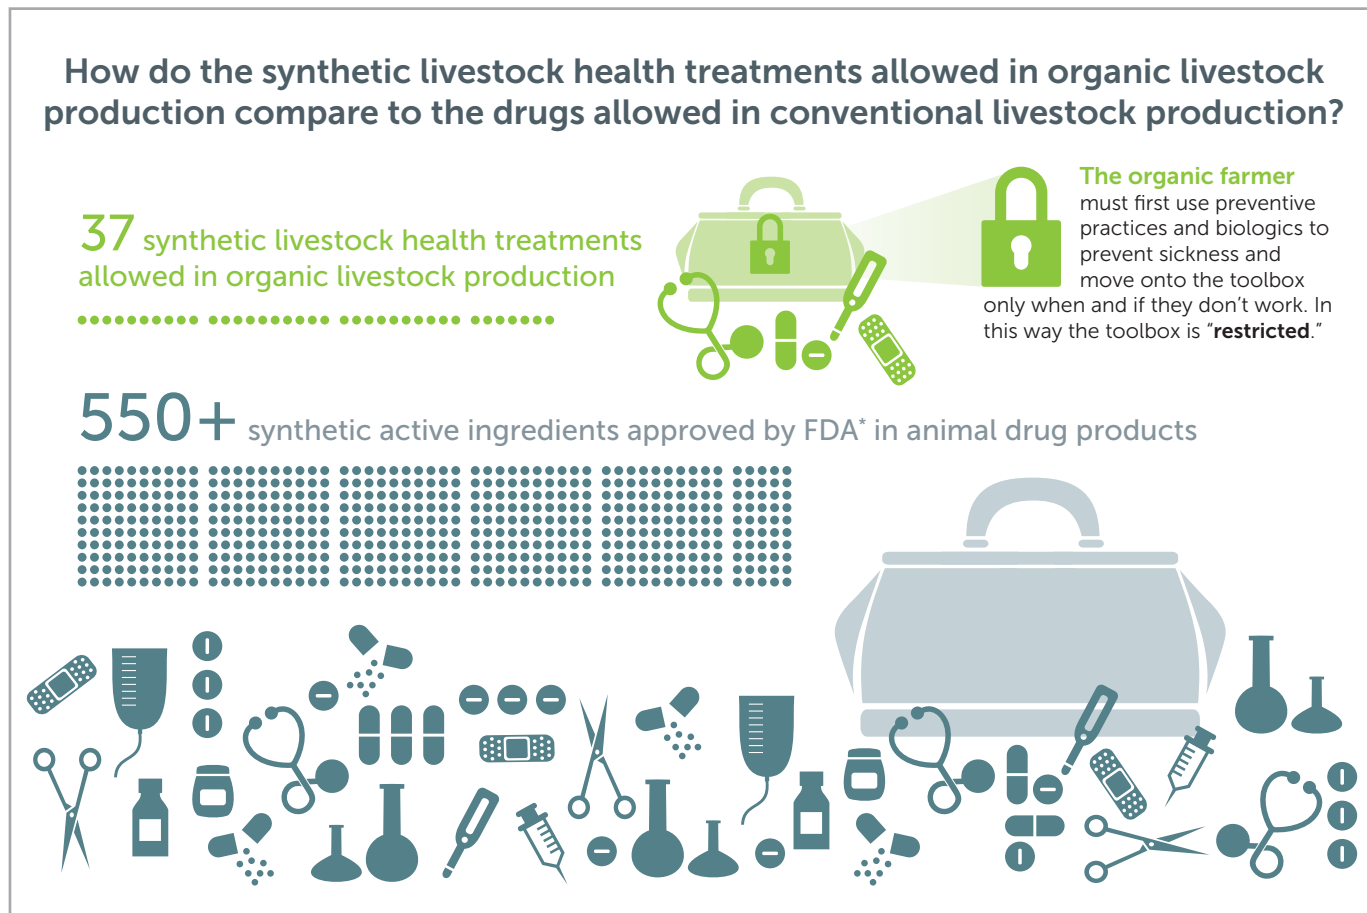 How do the synthetic livestock health treatments allowed in organic livestock
production compare to the drugs allowed in conventional livestock production?
37 synthetic livestock health treatments
allowed in organic livestock production
The organic farmer
must first use preventive
practices and biologics to
prevent sickness and
move onto the toolbox
only when and if they don’t work. In
this way the toolbox is “restricted.”
550+ synthetic active ingredients approved by FDA* in animal drug products